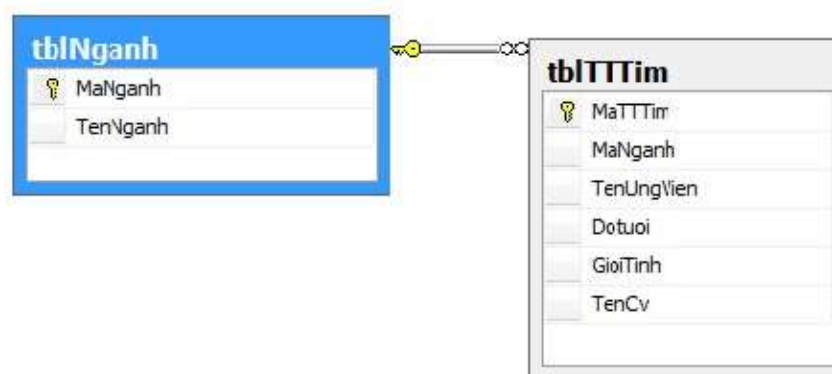 tblNganh
MaNganh
TenNganh
tblTTTim
MaTTTim
MaNganh
TenUngVien
Dotuoi
GioiTinh
TenCv